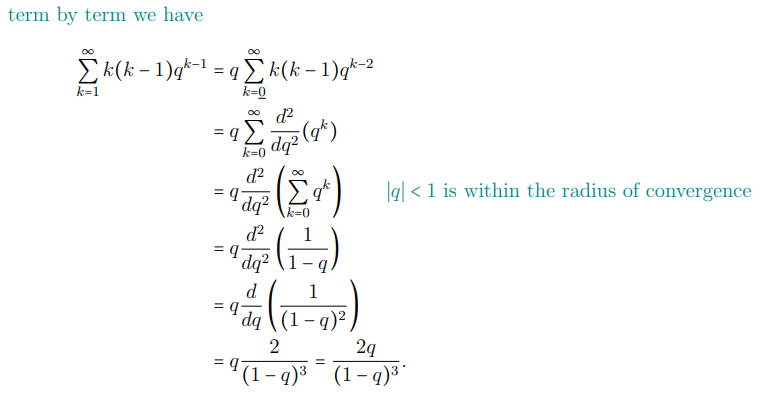 term by term we have
$\sum_{k=1}^{\infty} k(k-1)q^{k-1} = q\sum_{k=\underline{0}}^{\infty} k(k-1)q^{k-2}$
$= q\sum_{k=0}^{\infty} \frac{d^2}{dq^2}(q^k)$
$= q\frac{d^2}{dq^2}\left(\sum_{k=0}^{\infty} q^k\right)$ |q| < 1 is within the radius of convergence
$= q\frac{d^2}{dq^2}\left(\frac{1}{1-q}\right)$
$= q\frac{d}{dq}\left(\frac{1}{(1-q)^2}\right)$
$= q\frac{2}{(1-q)^3} = \frac{2q}{(1-q)^3}.$